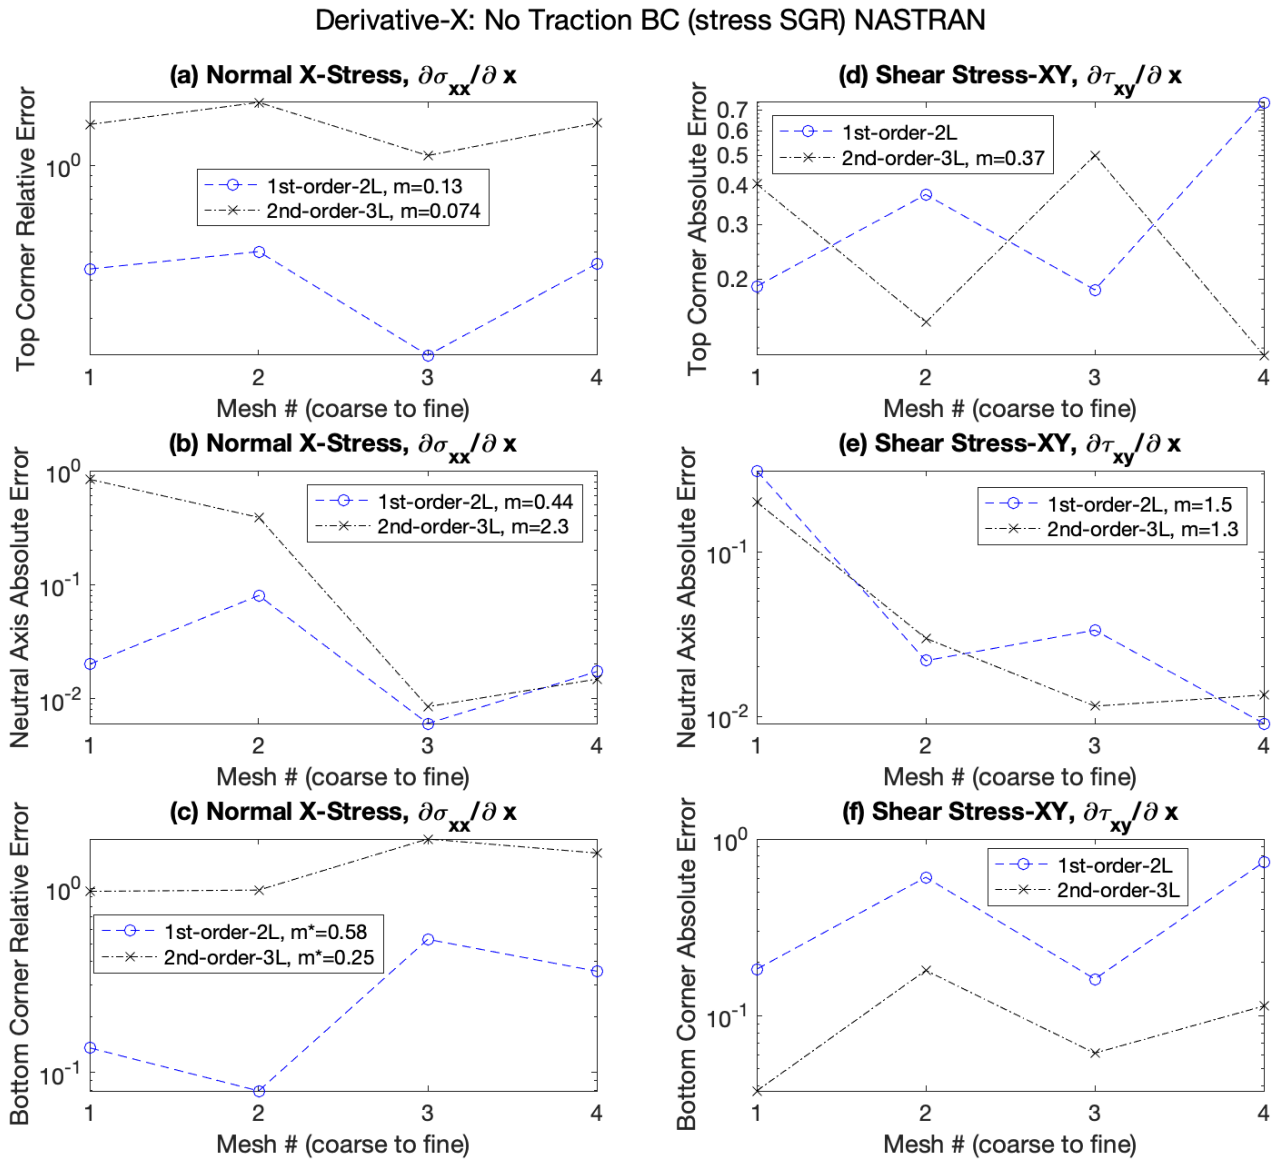 Derivative-X: No Traction BC (stress SGR) NASTRAN
(a) Normal X-Stress, ∂σxx/∂ x
Top Corner Relative Error
10^0
1st-order-2L, m=0.13
2nd-order-3L, m=0.074
1 2 3 4
Mesh # (coarse to fine)
(d) Shear Stress-XY, ∂τxy/∂ x
Top Corner Absolute Error
0.7
0.6
0.5
0.4
0.3
0.2
1st-order-2L
2nd-order-3L, m=0.37
1 2 3 4
Mesh # (coarse to fine)
(b) Normal X-Stress, ∂σxx/∂ x
Neutral Axis Absolute Error
10^0
10^-1
10^-2
1st-order-2L, m=0.44
2nd-order-3L, m=2.3
1 2 3 4
Mesh # (coarse to fine)
(e) Shear Stress-XY, ∂τxy/∂ x
Neutral Axis Absolute Error
10^-1
10^-2
1st-order-2L, m=1.5
2nd-order-3L, m=1.3
1 2 3 4
Mesh # (coarse to fine)
(c) Normal X-Stress, ∂σxx/∂ x
Bottom Corner Relative Error
10^0
10^-1
1st-order-2L, m*=0.58
2nd-order-3L, m*=0.25
1 2 3 4
Mesh # (coarse to fine)
(f) Shear Stress-XY, ∂τxy/∂ x
Bottom Corner Absolute Error
10^0
10^-1
1st-order-2L
2nd-order-3L
1 2 3 4
Mesh # (coarse to fine)